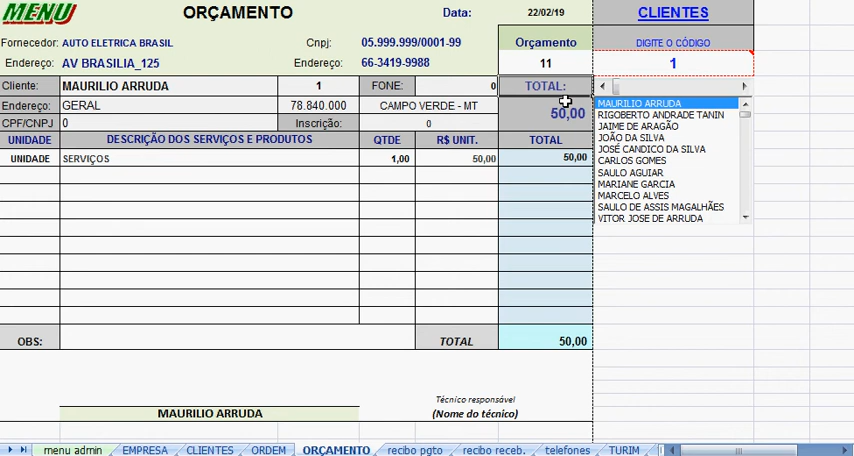 MENU ORÇAMENTO Data: 22/02/19 CLIENTES
Fornecedor: AUTO ELETRICA BRASIL Cnpj: 05.999.999/0001-99 Orçamento DIGITE O CÓDIGO
Endereço: AV BRASILIA_125 Endereço: 66-3419-9988 11 1
Cliente: MAURILIO ARRUDA 1 FONE: 0 TOTAL:
Endereço: GERAL 78.840.000 CAMPO VERDE - MT 50,00
CPF/CNPJ 0 Inscrição: 0
UNIDADE DESCRIÇÃO DOS SERVIÇOS E PRODUTOS QTDE R$ UNIT. TOTAL
UNIDADE SERVIÇOS 1,00 50,00 50,00
MAURILIO ARRUDA
RIGOBERTO ANDRADE TANIN
JAIME DE ARAGÃO
JOÃO DA SILVA
JOSÉ CANDICO DA SILVA
CARLOS GOMES
SAULO AGUIAR
MARIANE GARCIA
MARCELO ALVES
SAULO DE ASSIS MAGALHÃES
VITOR JOSE DE ARRUDA
OBS: TOTAL 50,00
Técnico responsável
MAURILIO ARRUDA (Nome do técnico)
menu admin EMPRESA CLIENTES ORDEM ORÇAMENTO recibo pgto recibo receb. telefones TURIM